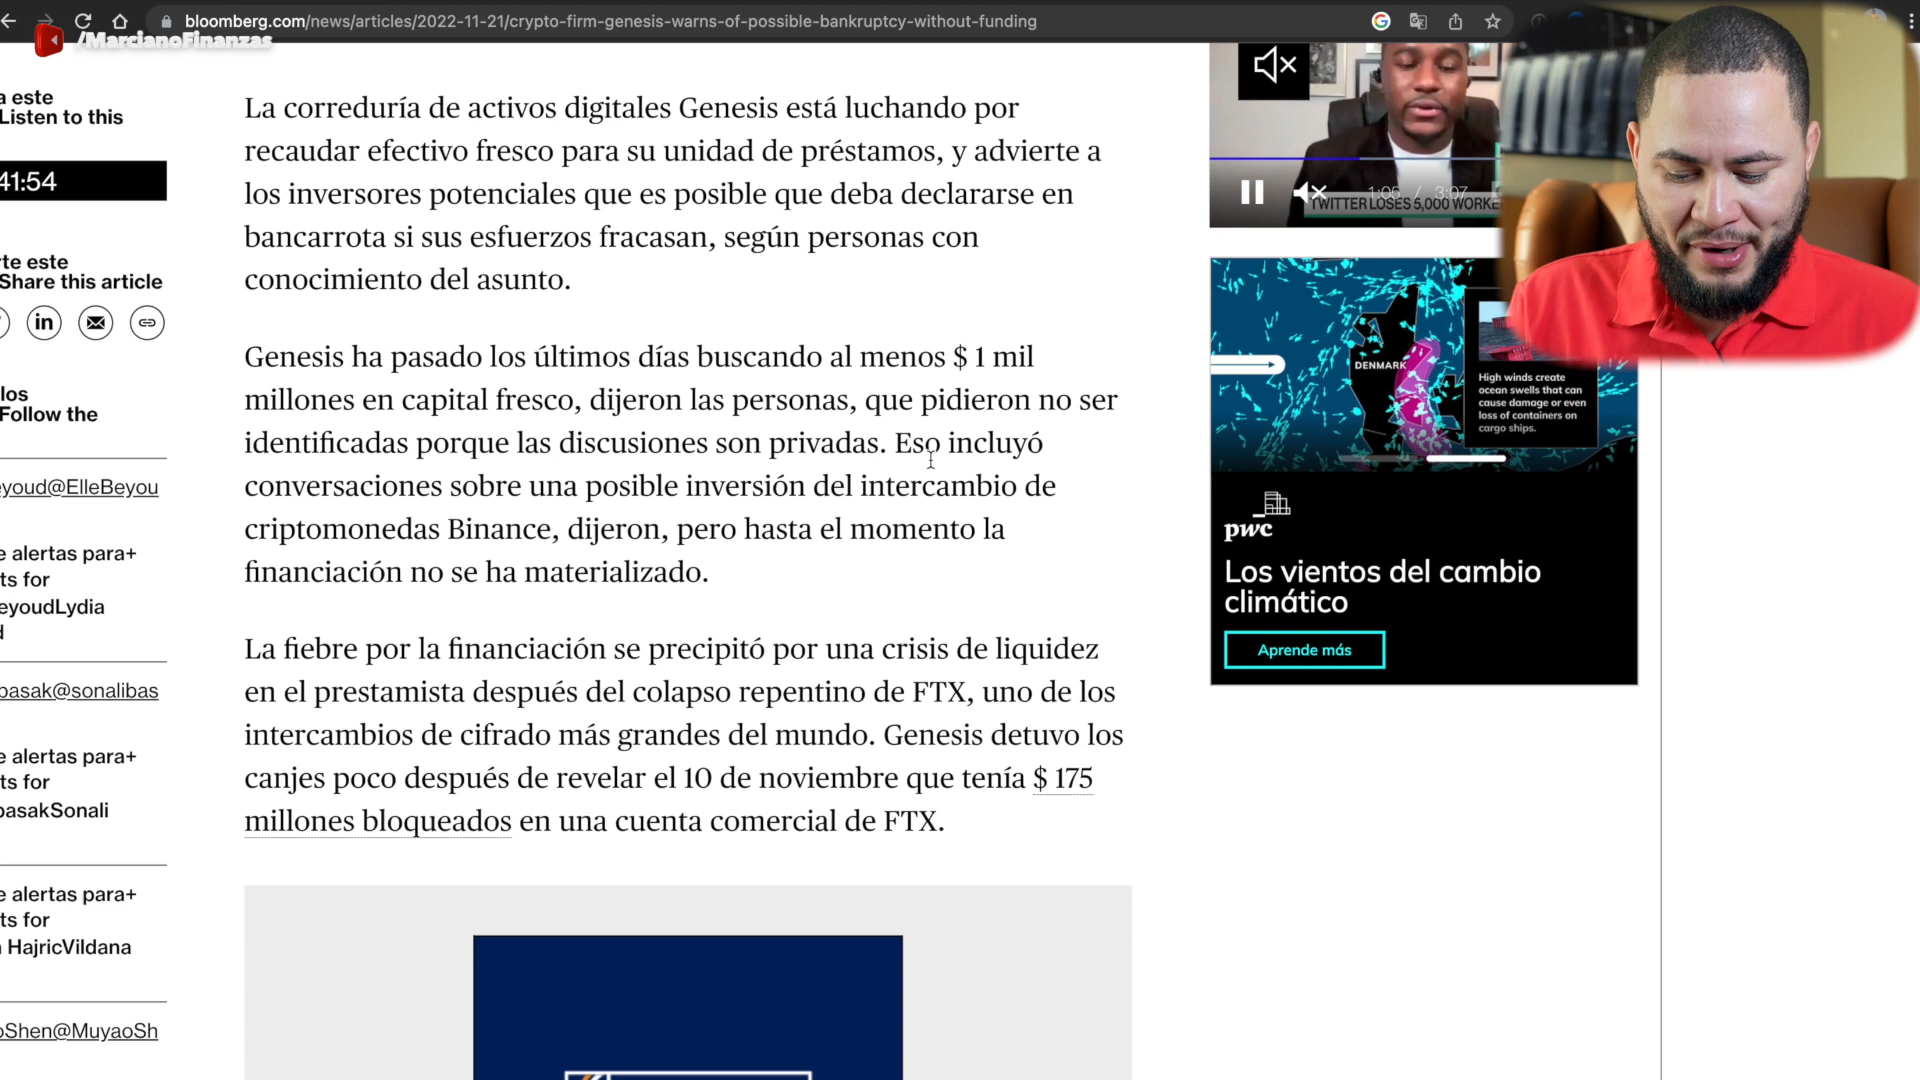 bloomberg.com/news/articles/2022-11-21/crypto-firm-genesis-warns-of-possible-bankruptcy-without-funding
/MarcianoFinanzas
a este
Listen to this
41:54
te este
Share this article
in
los
Follow the
eyoud@ElleBeyou
e alertas para+
ts for
eyoudLydia
d
basak@sonalibas
e alertas para+
ts for
basakSonali
e alertas para+
ts for
HajricVildana
oShen@MuyaoSh
La correduría de activos digitales Genesis está luchando por
recaudar efectivo fresco para su unidad de préstamos, y advierte a
los inversores potenciales que es posible que deba declararse en
bancarrota si sus esfuerzos fracasan, según personas con
conocimiento del asunto.
Genesis ha pasado los últimos días buscando al menos $ 1 mil
millones en capital fresco, dijeron las personas, que pidieron no ser
identificadas porque las discusiones son privadas. Eso incluyó
conversaciones sobre una posible inversión del intercambio de
criptomonedas Binance, dijeron, pero hasta el momento la
financiación no se ha materializado.
La fiebre por la financiación se precipitó por una crisis de liquidez
en el prestamista después del colapso repentino de FTX, uno de los
intercambios de cifrado más grandes del mundo. Genesis detuvo los
canjes poco después de revelar el 10 de noviembre que tenía $ 175
millones bloqueados en una cuenta comercial de FTX.
1:05 / 3:07
TWITTER LOSES 5,000 WORKE
DENMARK
High winds create
ocean swells that can
cause damage or even
loss of containers on
cargo ships.
pwc
Los vientos del cambio
climático
Aprende más